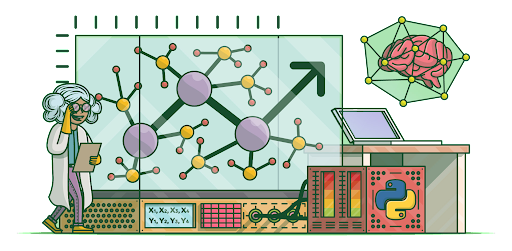 X₁, X₂, X₃, X₄
Y₁, Y₂, Y₃, Y₄